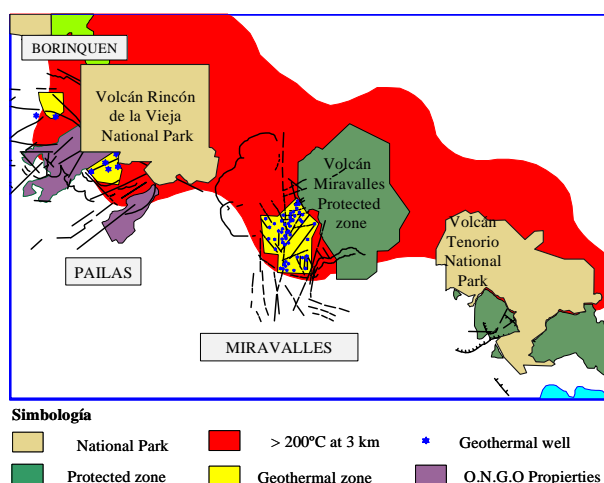 BORINQUEN
Volcán Rincón
de la Vieja
National Park
Volcán
Miravalles
Protected
zone
Volcán
Tenorio
National
Park
PAILAS
MIRAVALLES
Simbología
National Park
> 200ºC at 3 km
Geothermal well
Protected zone
Geothermal zone
O.N.G.O Propierties